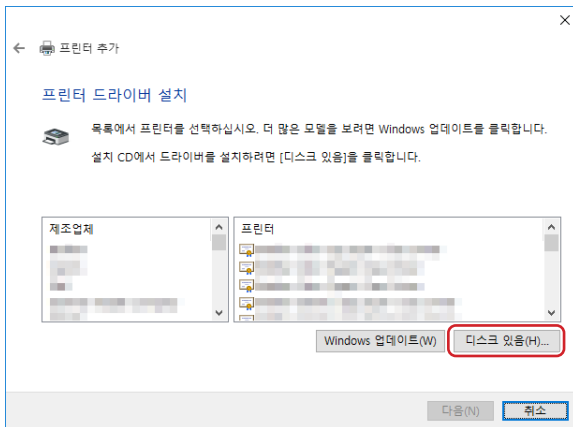 프린터 추가
프린터 드라이버 설치
목록에서 프린터를 선택하십시오. 더 많은 모델을 보려면 Windows 업데이트를 클릭합니다.
설치 CD에서 드라이버를 설치하려면 [디스크 있음]을 클릭합니다.
제조업체
프린터
Windows 업데이트(W)
디스크 있음(H)...
다음(N)
취소